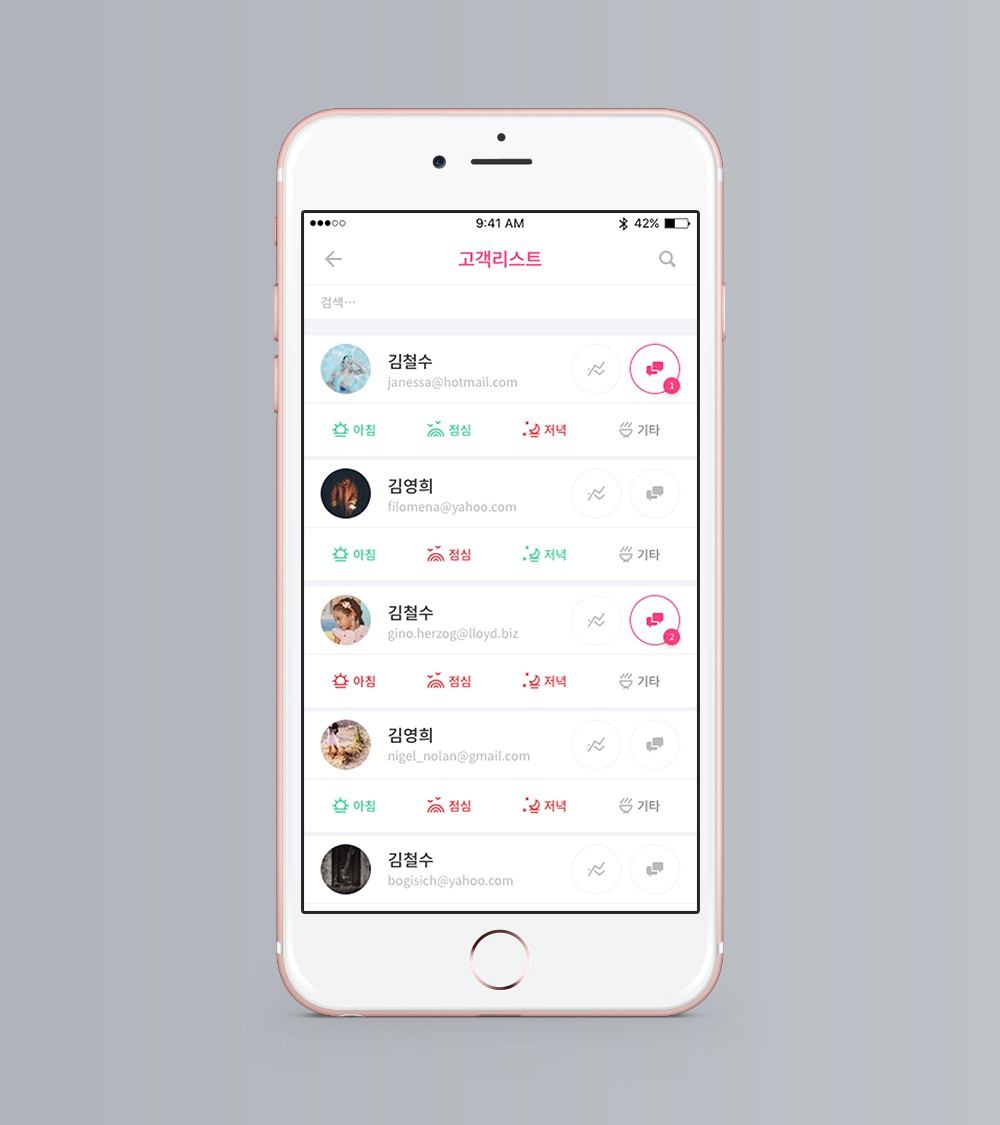 9:41 AM 42%
고객리스트
검색…
김철수
janessa@hotmail.com
1
아침 점심 저녁 기타
김영희
filomena@yahoo.com
아침 점심 저녁 기타
김철수
gino.herzog@lloyd.biz
2
아침 점심 저녁 기타
김영희
nigel_nolan@gmail.com
아침 점심 저녁 기타
김철수
bogisich@yahoo.com